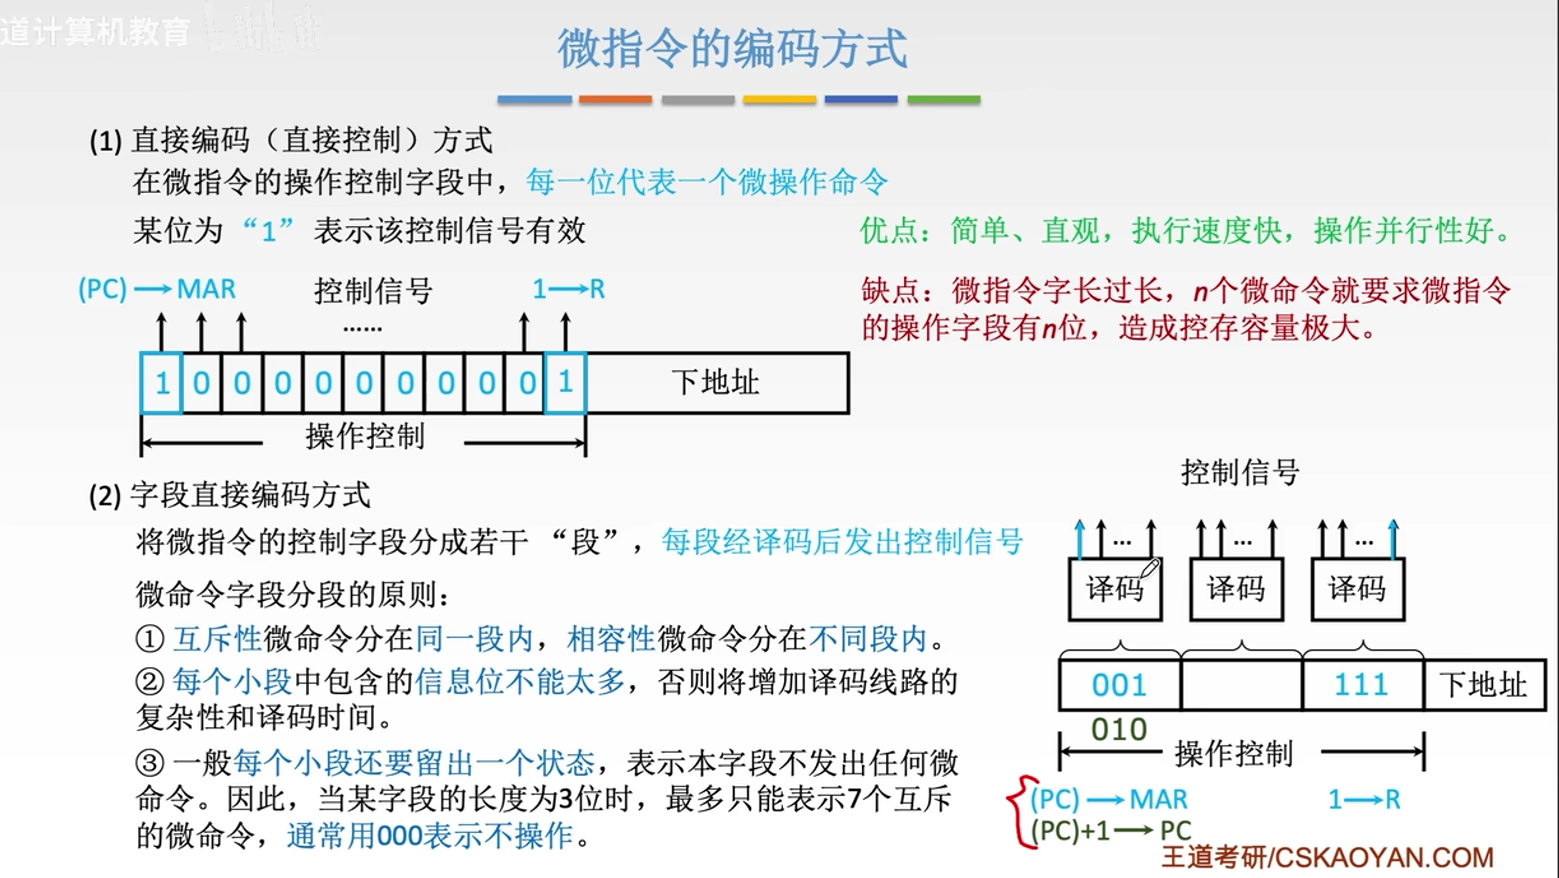 道计算机教育
微指令的编码方式
(1) 直接编码（直接控制）方式
在微指令的操作控制字段中，每一位代表一个微操作命令
某位为 “1” 表示该控制信号有效
优点：简单、直观，执行速度快，操作并行性好。
缺点：微指令字长过长，n个微命令就要求微指令
的操作字段有n位，造成控存容量极大。
(PC) → MAR 控制信号 1 → R
……
1 0 0 0 0 0 0 0 0 0 1 下地址
操作控制
(2) 字段直接编码方式
将微指令的控制字段分成若干 “段”，每段经译码后发出控制信号
微命令字段分段的原则：
① 互斥性微命令分在同一段内，相容性微命令分在不同段内。
② 每个小段中包含的信息位不能太多，否则将增加译码线路的
复杂性和译码时间。
③ 一般每个小段还要留出一个状态，表示本字段不发出任何微
命令。因此，当某字段的长度为3位时，最多只能表示7个互斥
的微命令，通常用000表示不操作。
控制信号
... ... ...
译码 译码 译码
001 111 下地址
010
操作控制
(PC) → MAR 1 → R
(PC)+1 → PC
王道考研/CSKAOYAN.COM